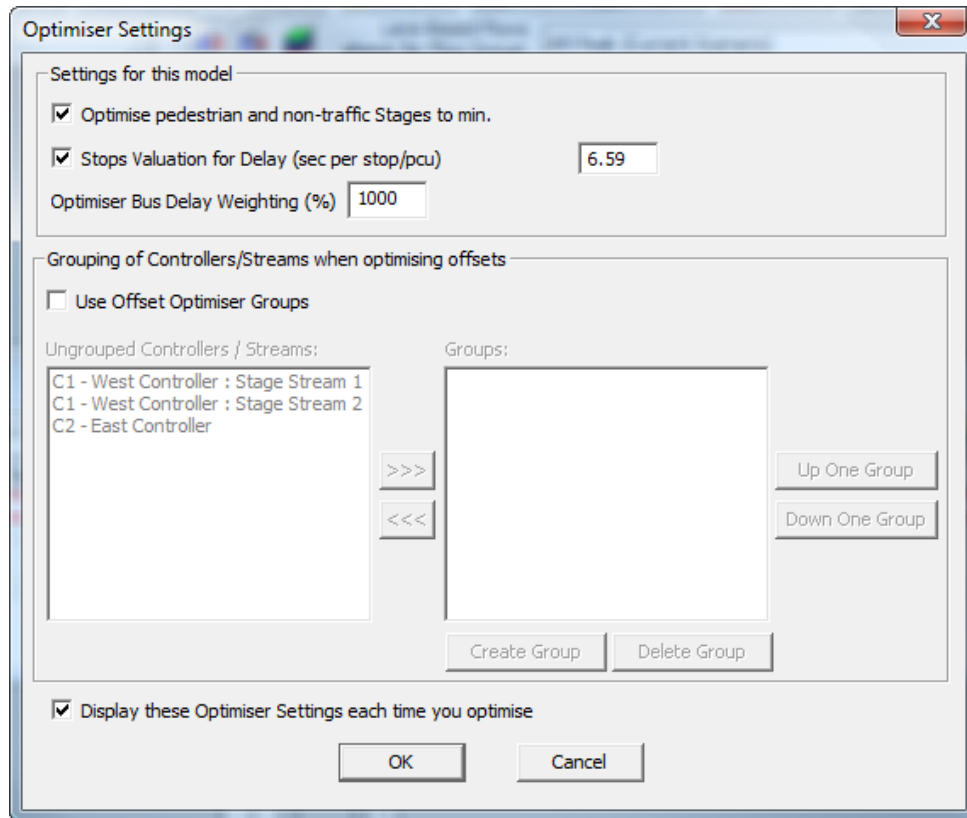 Optimiser Settings
Settings for this model
Optimise pedestrian and non-traffic Stages to min.
Stops Valuation for Delay (sec per stop/pcu) 6.59
Optimiser Bus Delay Weighting (%) 1000
Grouping of Controllers/Streams when optimising offsets
Use Offset Optimiser Groups
Ungrouped Controllers / Streams: Groups:
C1 - West Controller : Stage Stream 1
C1 - West Controller : Stage Stream 2
C2 - East Controller
>>> Up One Group
<<< Down One Group
Create Group Delete Group
Display these Optimiser Settings each time you optimise
OK Cancel